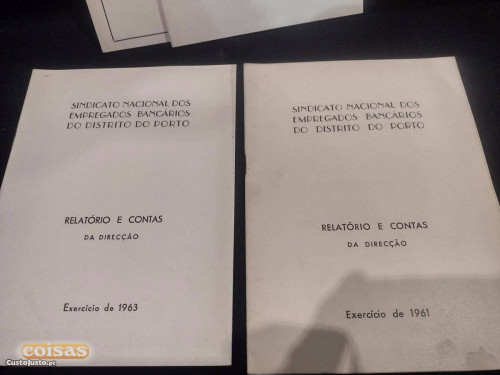 SINDICATO NACIONAL DOS
EMPREGADOS BANCÁRIOS
DO DISTRITO DO PORTO
RELATÓRIO E CONTAS
DA DIRECÇÃO
Exercício de 1963
SINDICATO NACIONAL DOS
EMPREGADOS BANCÁRIOS
DO DISTRITO DO PORTO
RELATÓRIO E CONTAS
DA DIRECÇÃO
Exercício de 1961
coisas
CustoJusto.pt